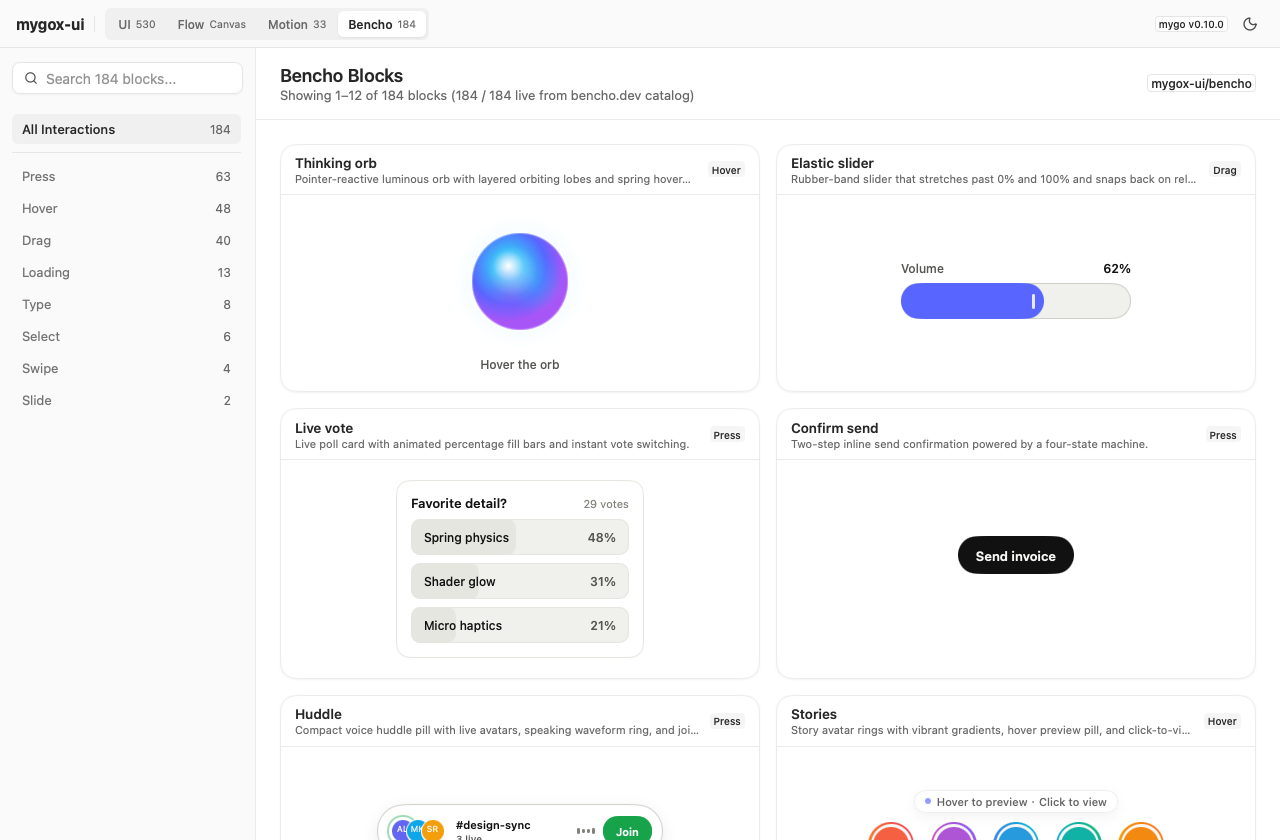 mygox-ui
UI 530
Flow Canvas
Motion 33
Bencho 184
mygo v0.10.0
Search 184 blocks...
All Interactions 184
Press 63
Hover 48
Drag 40
Loading 13
Type 8
Select 6
Swipe 4
Slide 2
Bencho Blocks
Showing 1–12 of 184 blocks (184 / 184 live from bencho.dev catalog)
mygox-ui/bencho
Thinking orb
Pointer-reactive luminous orb with layered orbiting lobes and spring hover...
Hover
Hover the orb
Elastic slider
Rubber-band slider that stretches past 0% and 100% and snaps back on rel...
Drag
Volume 62%
Live vote
Live poll card with animated percentage fill bars and instant vote switching.
Press
Favorite detail? 29 votes
Spring physics 48%
Shader glow 31%
Micro haptics 21%
Confirm send
Two-step inline send confirmation powered by a four-state machine.
Press
Send invoice
Huddle
Compact voice huddle pill with live avatars, speaking waveform ring, and joi...
Press
SR
#design-sync
3 live
Join
Stories
Story avatar rings with vibrant gradients, hover preview pill, and click-to-vi...
Hover
Hover to preview · Click to view